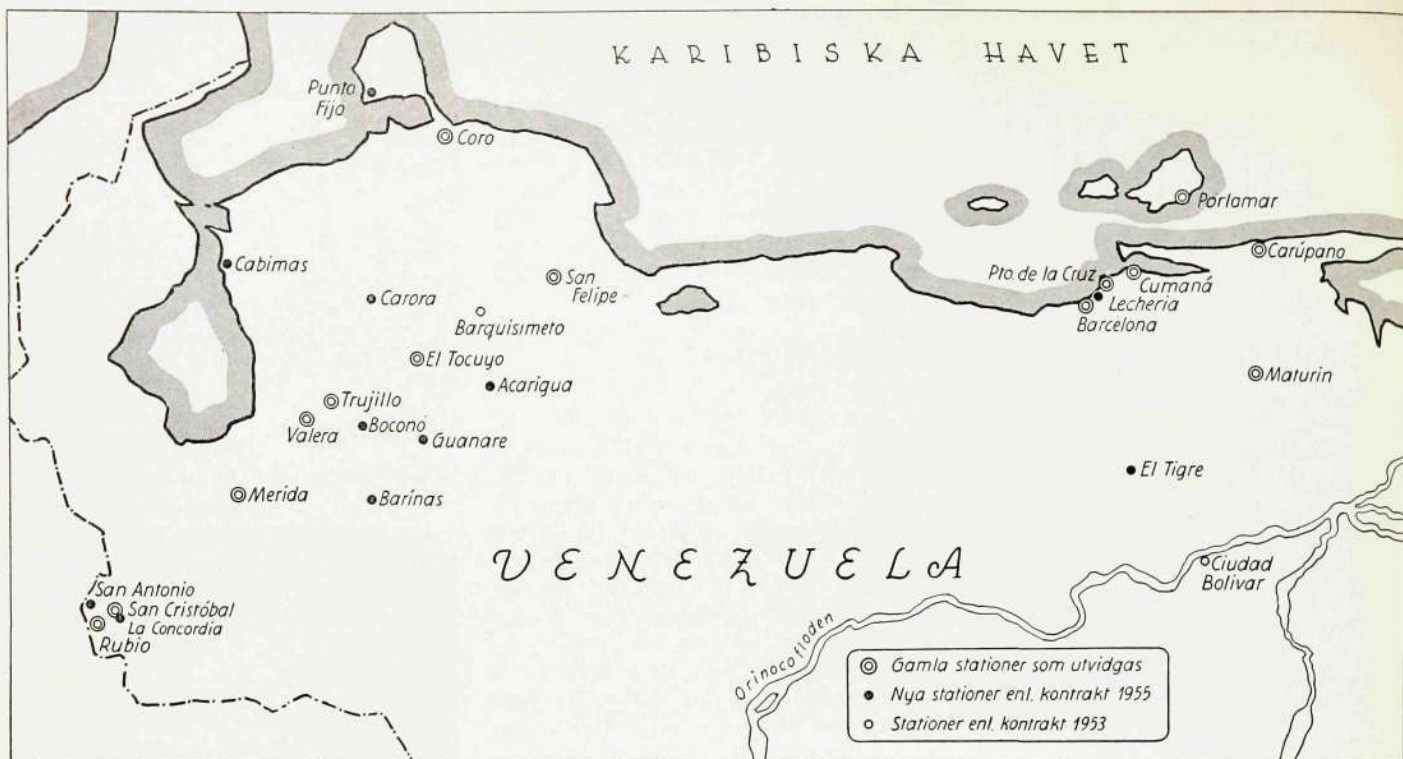 KARIBISKA HAVET
Punta
Fijo
Coro
Portamar
Carúpano
Cabimas
San
Felipe
Pto. de la Cruz
Cumaná
Carora
Lecheria
Barquisimeto
Barcelona
El Tocuyo
Acarigua
Maturin
Trujillo
Valera
Boconó
Guanare
El Tigre
Merida
Barinas
VENEZUELA
Ciudad
Bolivar
San Antonio
San Cristóbal
La Concordia
Rubio
Orinocofloden
Gamla stationer som utvidgas
Nya stationer enl. kontrakt 1955
Stationer enl. kontrakt 1953